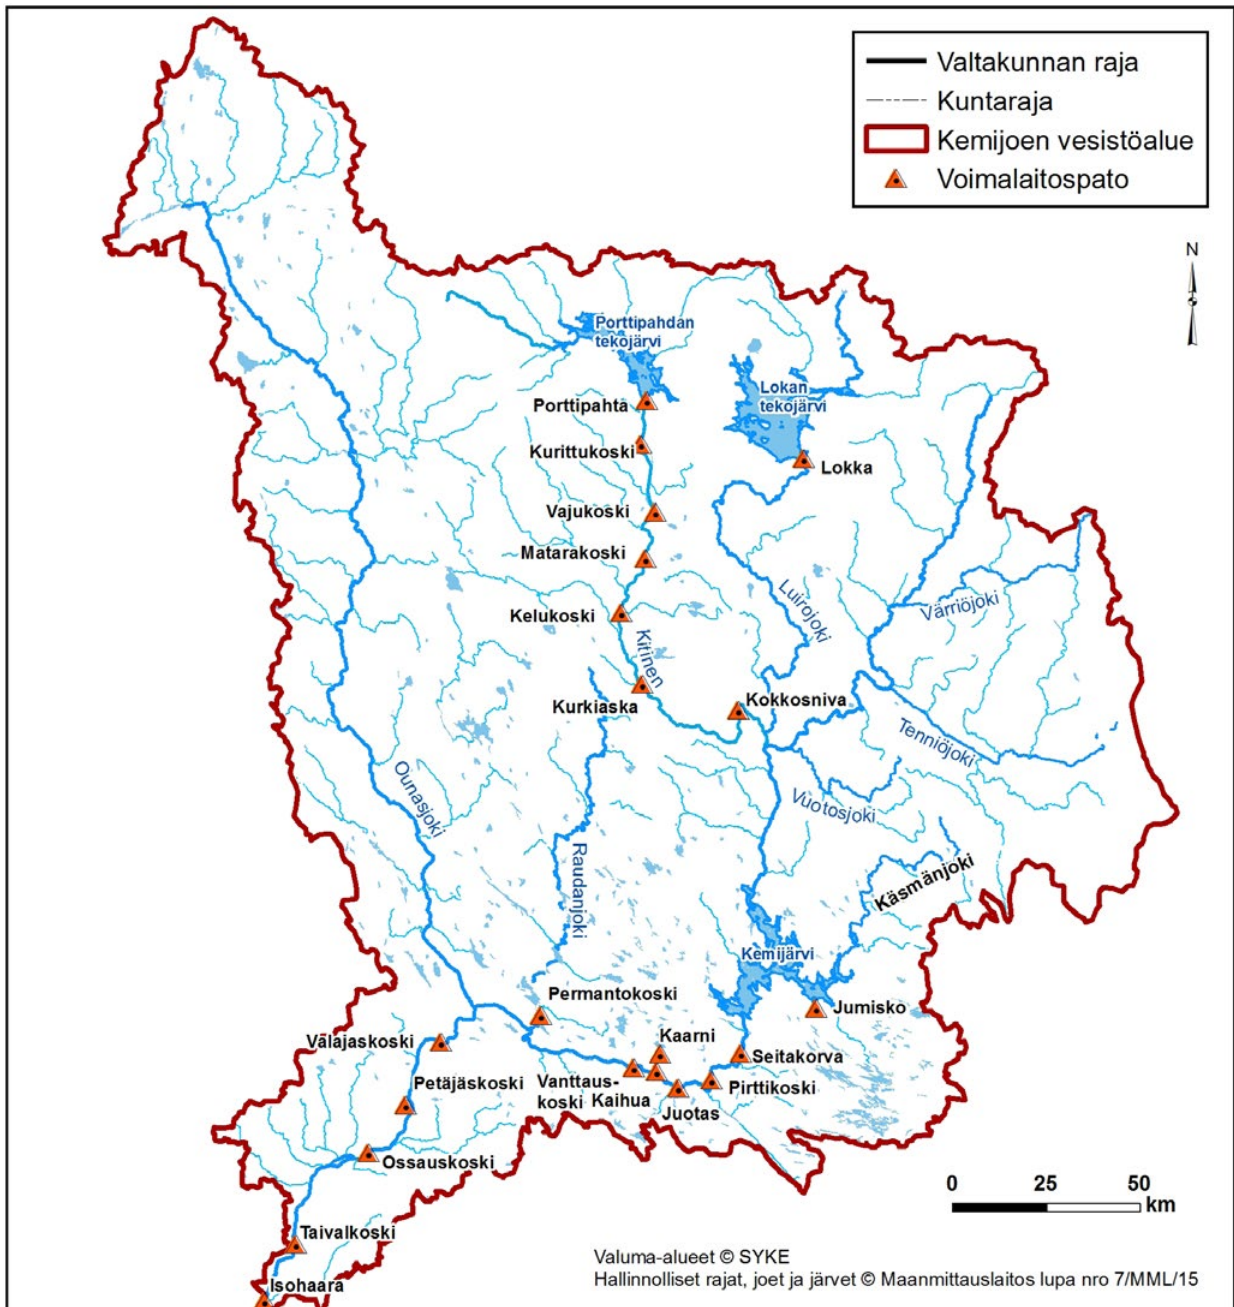 Valtakunnan raja
Kuntaraja
Kemijoen vesistöalue
Voimalaitospato
N
Porttipahdan
tekojärvi
Lokan
tekojärvi
Porttipahta
Kurittukoski
Lokka
Vajukoski
Matarakoski
Luirojoki
Värriöjoki
Kelukoski
Kitinen
Kurkiaska
Kokkosniva
Tenniöjoki
Ounasjoki
Vuotosjoki
Raudanjoki
Käsmänjoki
Kemijärvi
Permantokoski
Jumisko
Valajaskoski
Kaarni
Seitakorva
Petäjäskoski
Vanttaus-
koski
Kaihua
Pirttikoski
Juotas
Ossauskoski
0 25 50
km
Taivalkoski
Isohaara
Valuma-alueet © SYKE
Hallinnolliset rajat, joet ja järvet © Maanmittauslaitos lupa nro 7/MML/15